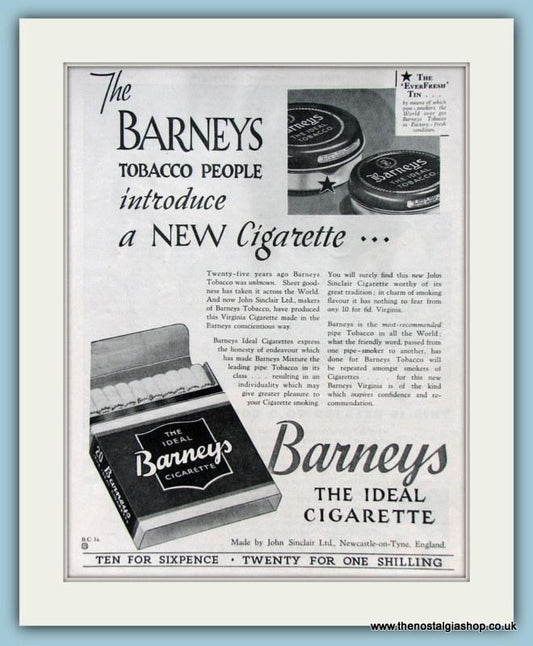 The
BARNEYS
TOBACCO PEOPLE
introduce
a NEW Cigarette ...
★ THE
'EVERFRESH'
TIN ...
by means of which
pipe-smokers the
World over get
Barneys Tobacco
in Factory-fresh
condition.
Barneys
THE IDEAL
TOBACCO
Barneys
THE IDEAL
TOBACCO
Twenty-five years ago Barneys
Tobacco was unknown. Sheer good-
ness has taken it across the World.
And now John Sinclair Ltd., makers
of Barneys Tobacco, have produced
this Virginia Cigarette made in the
Barneys conscientious way.
Barneys Ideal Cigarettes express
the honesty of endeavour which
has made Barneys Mixture the
leading pipe Tobacco in its
class .... resulting in an
individuality which may
give greater pleasure to
your Cigarette smoking.
You will surely find this new John
Sinclair Cigarette worthy of its
great tradition; in charm of smoking
flavour it has nothing to fear from
any 10 for 6d. Virginia.
Barneys is the most-recommended
pipe Tobacco in all the World;
what the friendly word, passed from
one pipe-smoker to another, has
done for Barneys Tobacco will
be repeated amongst smokers of
Cigarettes .... for this new
Barneys Virginia is of the kind
which inspires confidence and re-
commendation.
THE
IDEAL
Barneys
CIGARETTE
20
Barneys
Barneys
THE IDEAL
CIGARETTE
B.C 3a.
Made by John Sinclair Ltd., Newcastle-on-Tyne, England.
TEN FOR SIXPENCE · TWENTY FOR ONE SHILLING
www.thenostalgiashop.co.uk